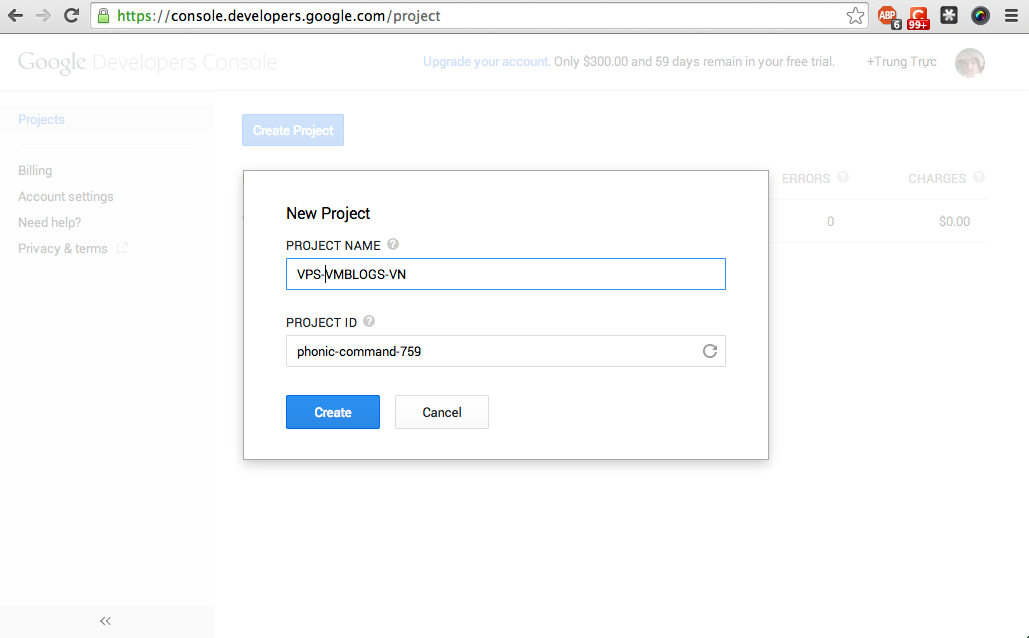 https://console.developers.google.com/project
ABP
6
99+
Google Developers Console
Upgrade your account. Only $300.00 and 59 days remain in your free trial.
+Trung Trực
Projects
Create Project
Billing
Account settings
Need help?
Privacy & terms
ERRORS ?
CHARGES ?
0
$0.00
New Project
PROJECT NAME ?
VPS-VMBLOGS-VN
PROJECT ID ?
phonic-command-759
Create
Cancel